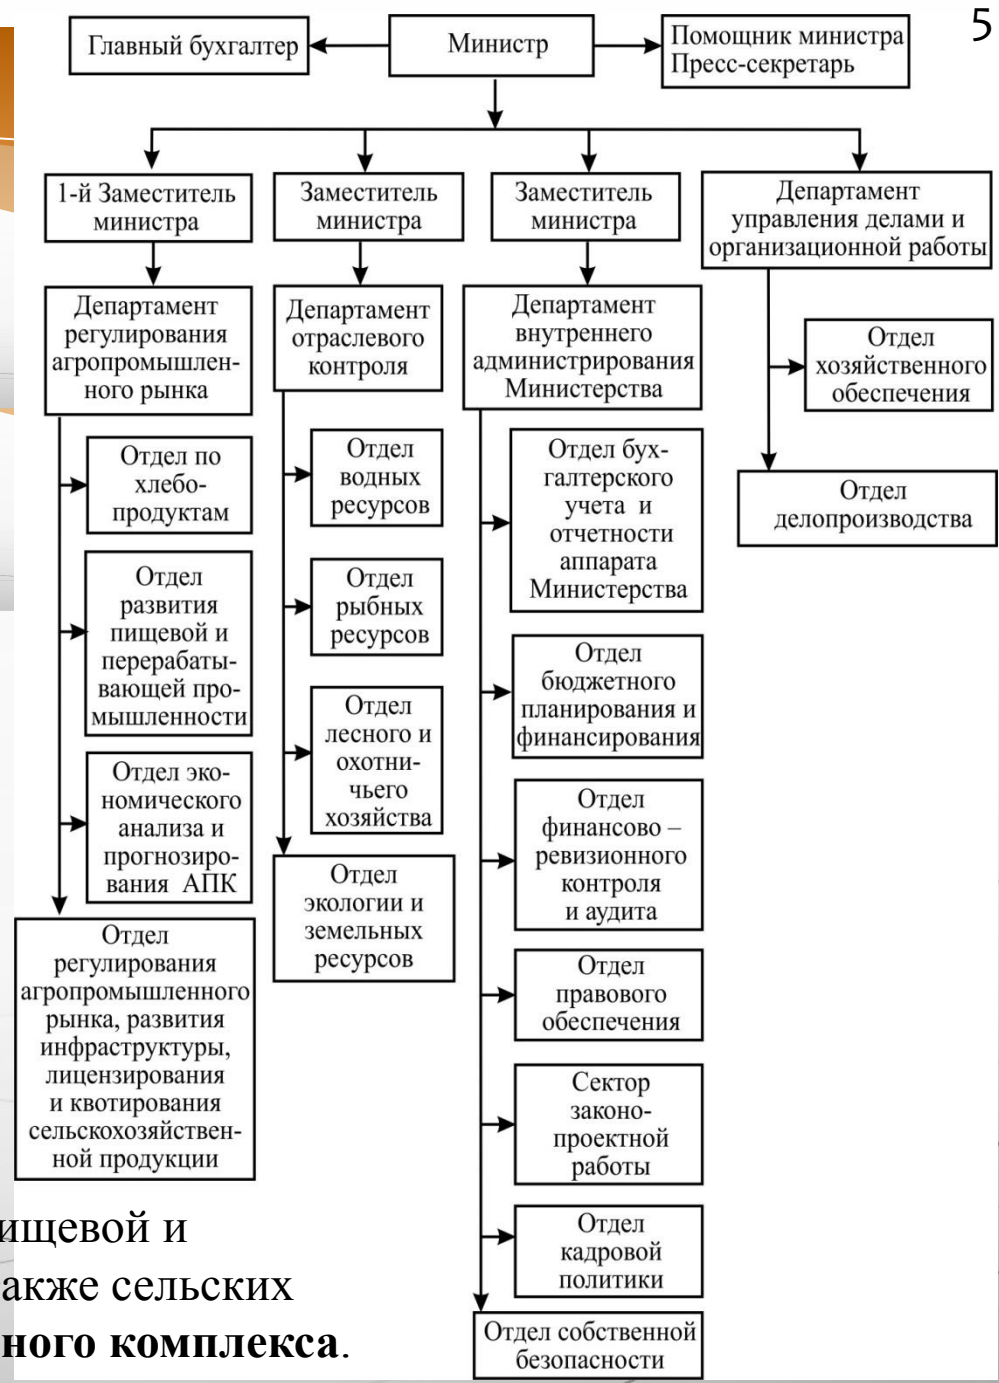 5
Главный бухгалтер
Министр
Помощник министра
Пресс-секретарь
1-й Заместитель
министра
Заместитель
министра
Заместитель
министра
Департамент
управления делами и
организационной работы
Департамент
регулирования
агропромышлен-
ного рынка
Департамент
отраслевого
контроля
Департамент
внутреннего
администрирования
Министерства
Отдел
хозяйственного
обеспечения
Отдел
делопроизводства
Отдел по
хлебо-
продуктам
Отдел
развития
пищевой и
перерабаты-
вающей про-
мышленности
Отдел эко-
номического
анализа и
прогнозиро-
вания АПК
Отдел
регулирования
агропромышленного
рынка, развития
инфраструктуры,
лицензирования
и квотирования
сельскохозяйствен-
ной продукции
Отдел
водных
ресурсов
Отдел
рыбных
ресурсов
Отдел
лесного и
охотни-
чьего
хозяйства
Отдел
экологии и
земельных
ресурсов
Отдел бух-
галтерского
учета и
отчетности
аппарата
Министерства
Отдел
бюджетного
планирования и
финансирования
Отдел
финансово –
ревизионного
контроля
и аудита
Отдел
правового
обеспечения
Сектор
законо-
проектной
работы
Отдел
кадровой
политики
Отдел собственной
безопасности
ищевой и
акже сельских
ного комплекса.